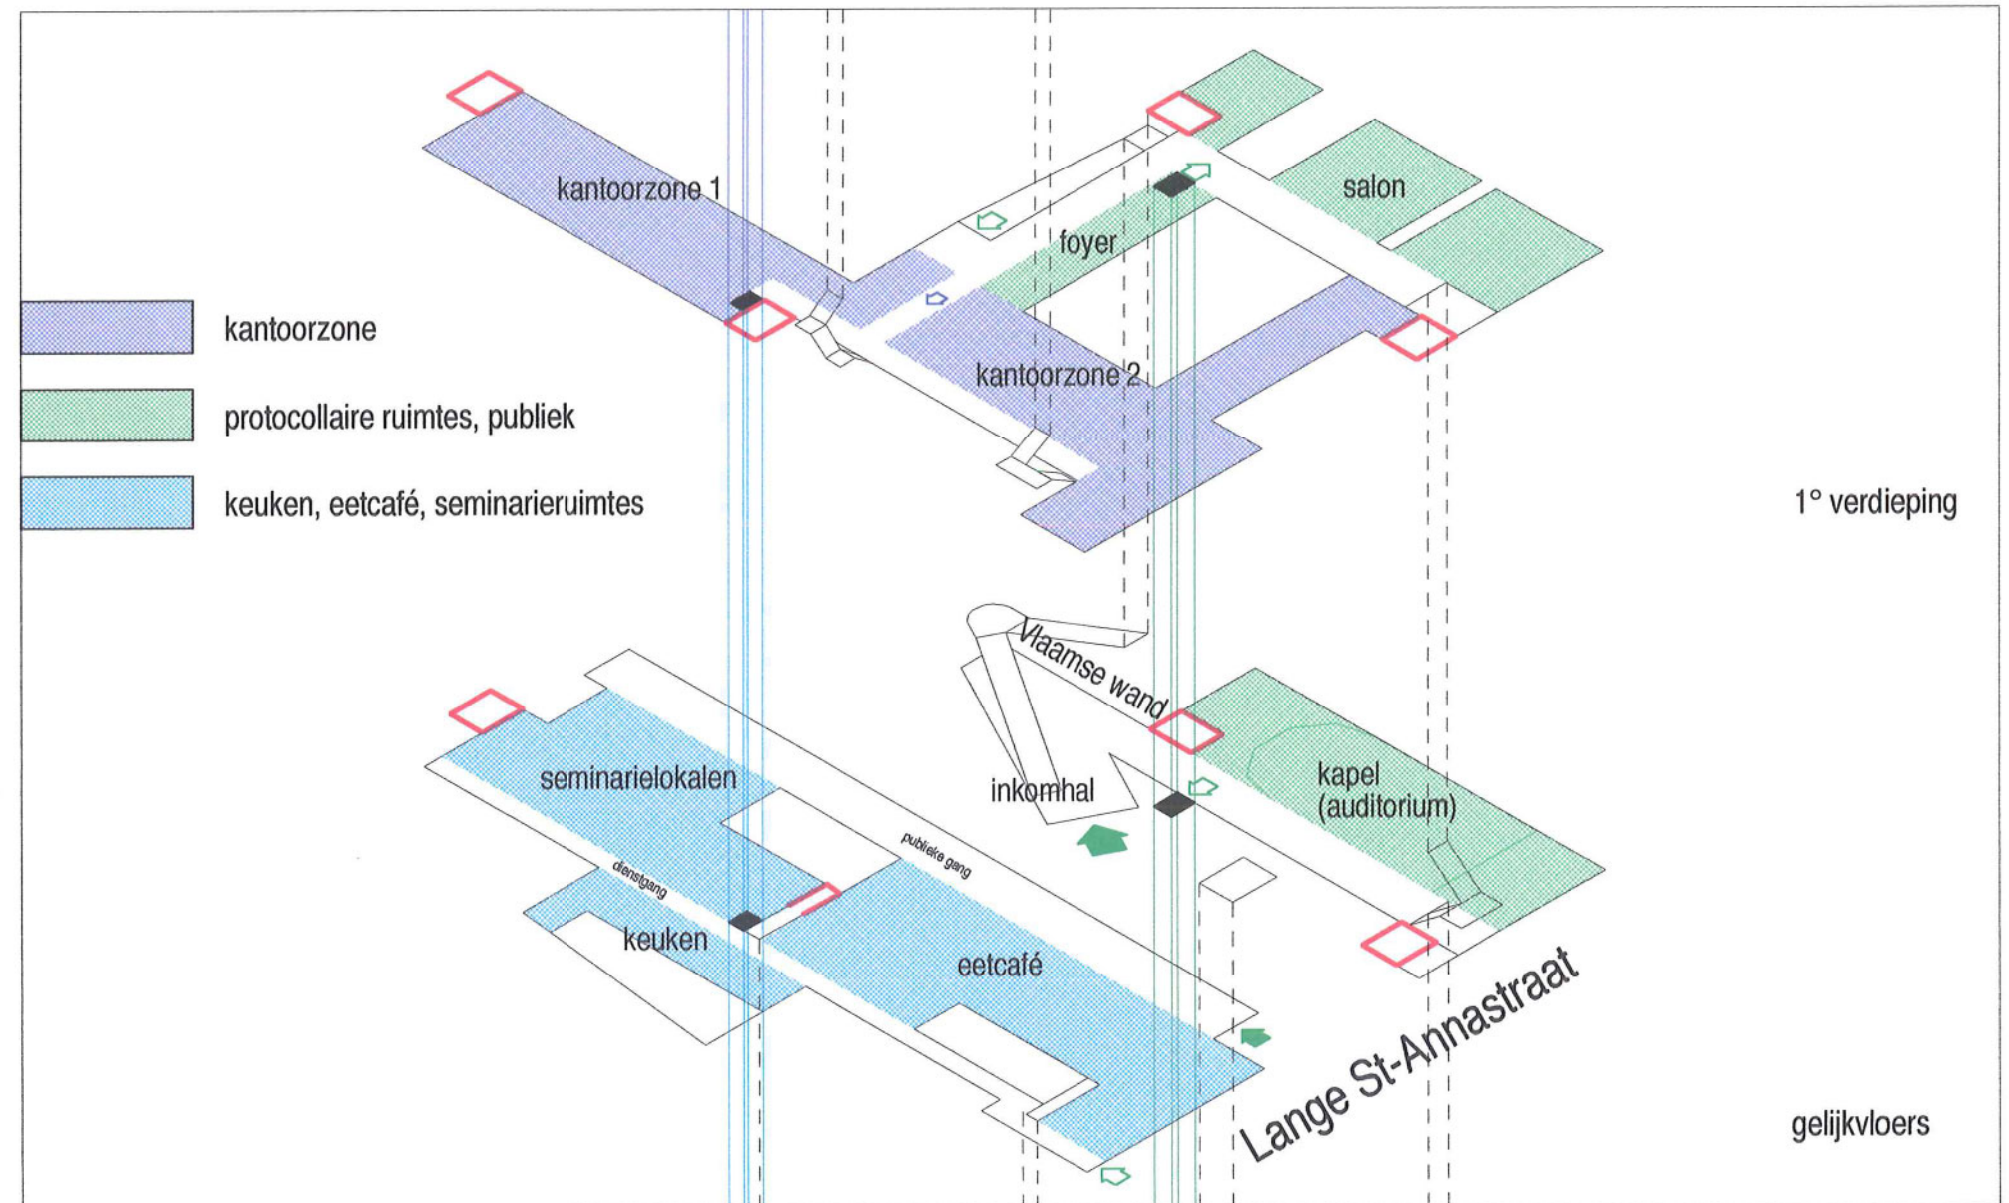 kantoorzone 1
salon
foyer
kantoorzone
kantoorzone 2
protocollaire ruimtes, publiek
keuken, eetcafé, seminarieruimtes
1° verdieping
Vlaamse wand
seminarielokalen
inkomhal
kapel
(auditorium)
publieke gang
dienstgang
keuken
eetcafé
Lange St-Annastraat
gelijkvloers